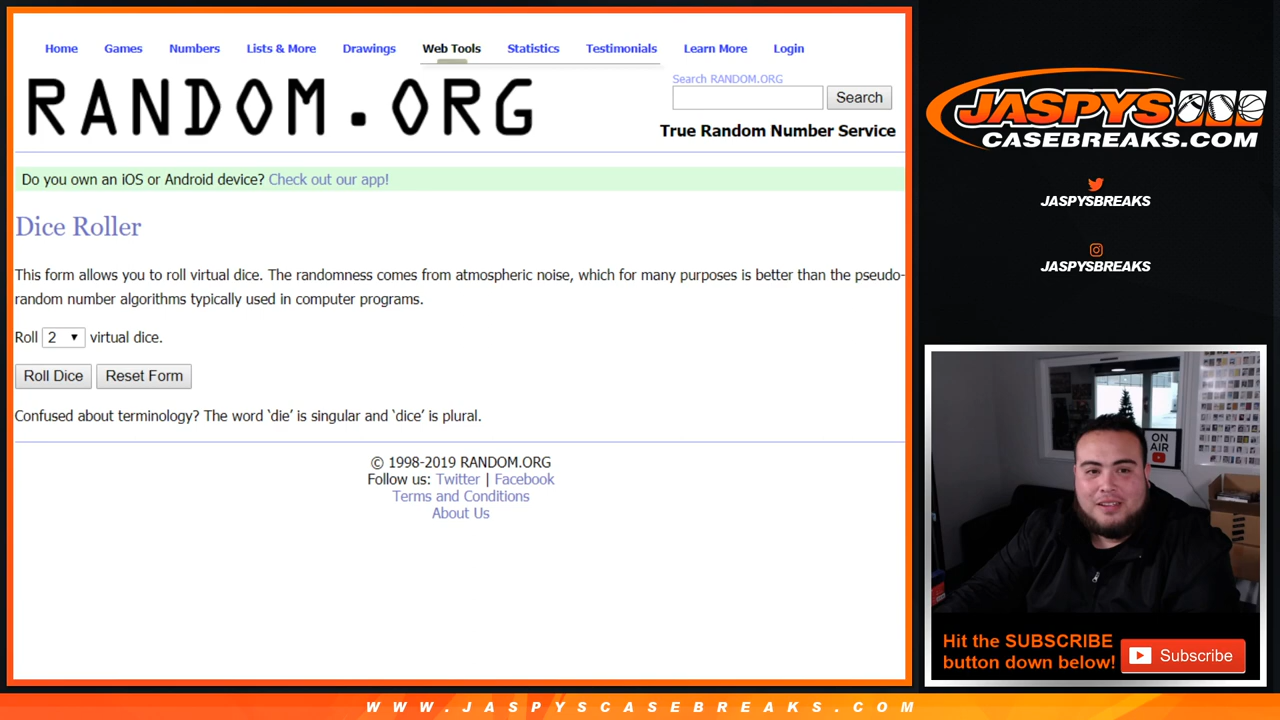 Home Games Numbers Lists & More Drawings Web Tools Statistics Testimonials Learn More Login
RANDOM.ORG
Search RANDOM.ORG
Search
True Random Number Service
Do you own an iOS or Android device? Check out our app!
Dice Roller
This form allows you to roll virtual dice. The randomness comes from atmospheric noise, which for many purposes is better than the pseudo-
random number algorithms typically used in computer programs.
Roll 2 virtual dice.
Roll Dice Reset Form
Confused about terminology? The word ‘die’ is singular and ‘dice’ is plural.
© 1998-2019 RANDOM.ORG
Follow us: Twitter | Facebook
Terms and Conditions
About Us
JASPYS
CASEBREAKS.COM
JASPYSBREAKS
JASPYSBREAKS
ON
AIR
Hit the SUBSCRIBE
button down below!
Subscribe
WWW.JASPYSCASEBREAKS.COM